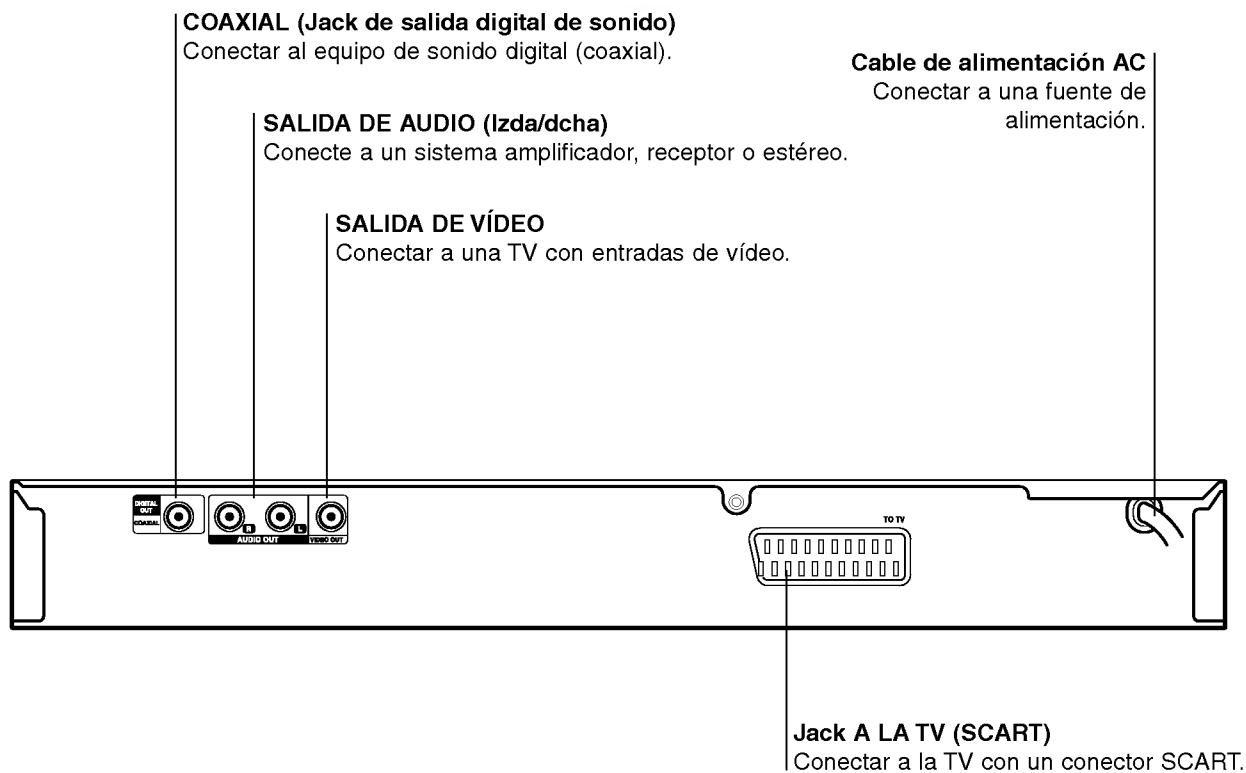 COAXIAL (Jack de salida digital de sonido)
Conectar al equipo de sonido digital (coaxial).
Cable de alimentación AC
Conectar a una fuente de
alimentación.
SALIDA DE AUDIO (Izda/dcha)
Conecte a un sistema amplificador, receptor o estéreo.
SALIDA DE VÍDEO
Conectar a una TV con entradas de vídeo.
DIGITAL
OUT
COAXIAL
R
L
AUDIO OUT
VIDEO OUT
TO TV
Jack A LA TV (SCART)
Conectar a la TV con un conector SCART.